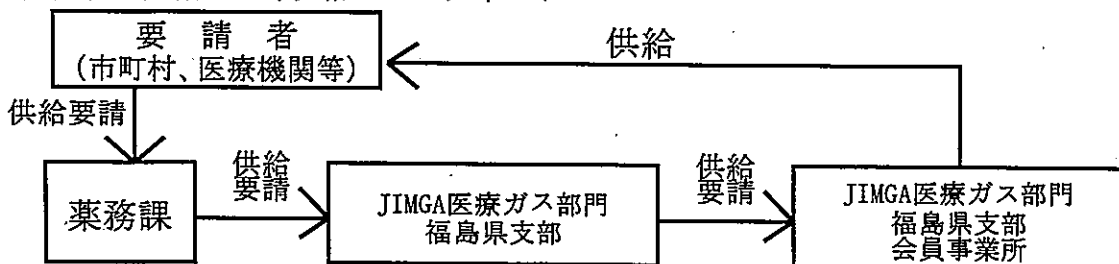 要請者
(市町村、医療機関等)
供給
供給要請
薬務課
供給
要請
JIMGA医療ガス部門
福島県支部
供給
要請
JIMGA医療ガス部門
福島県支部
会員事業所